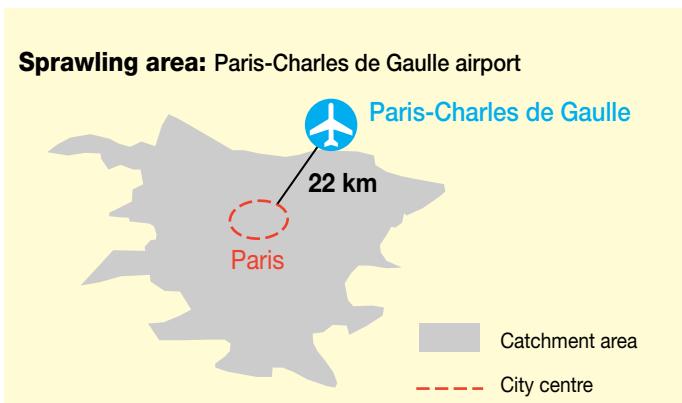 Sprawling area: Paris-Charles de Gaulle airport
Paris-Charles de Gaulle
22 km
Paris
Catchment area
City centre